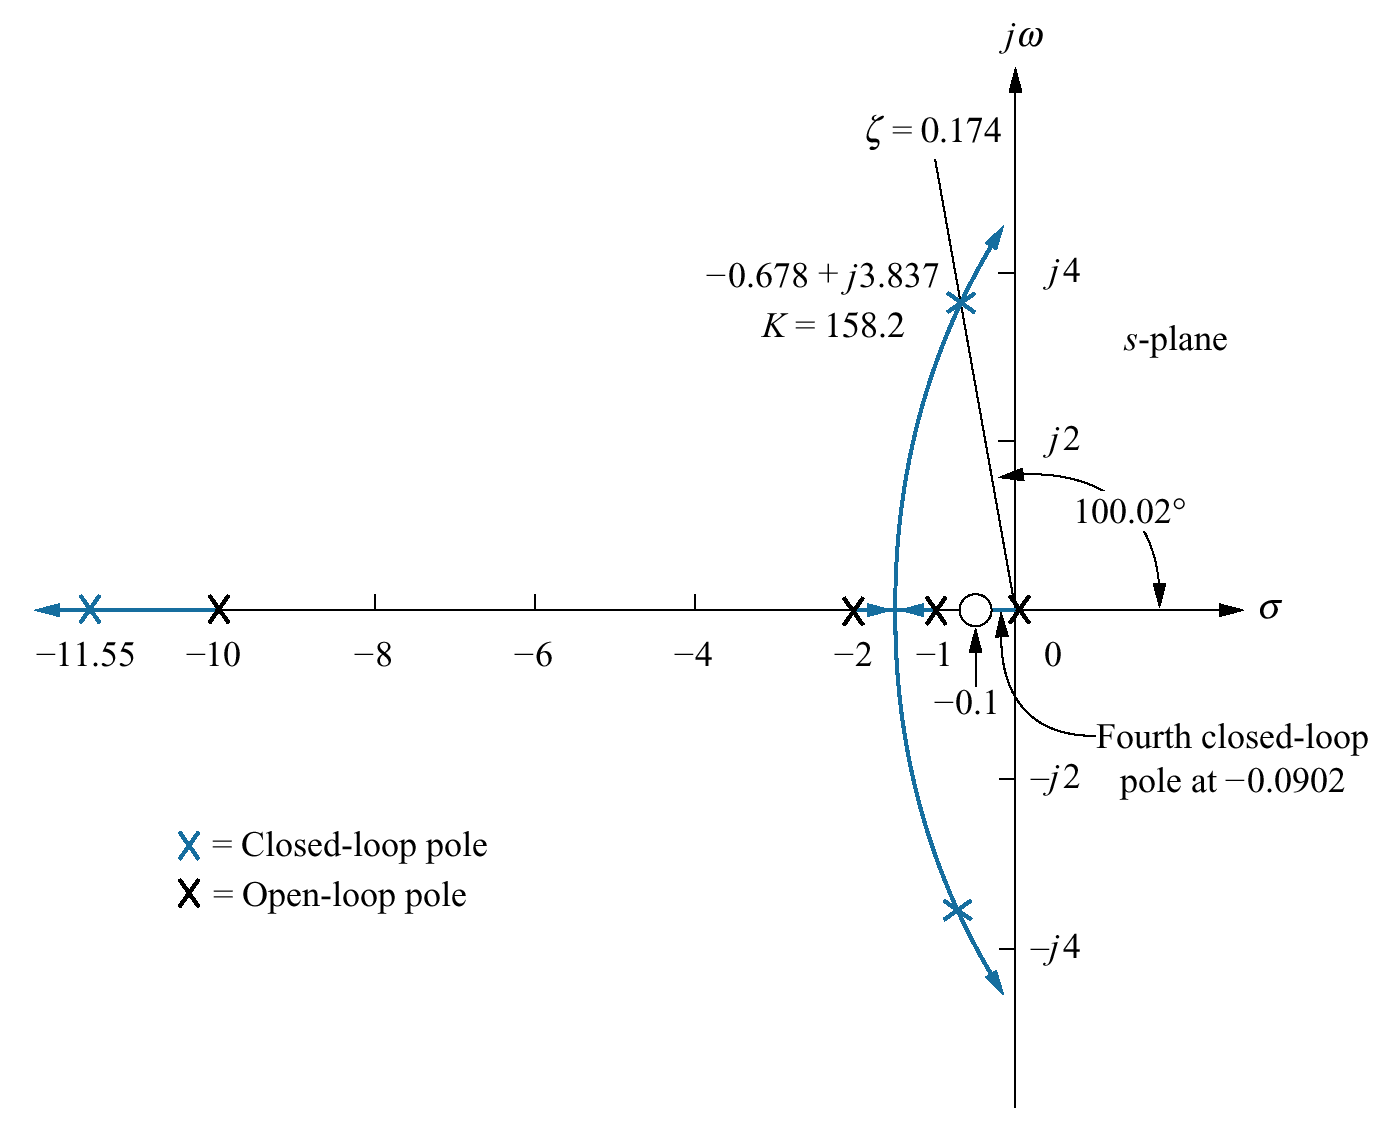 jω
ζ = 0.174
−0.678 + j3.837
K = 158.2
j4
s-plane
j2
100.02°
σ
−11.55
−10
−8
−6
−4
−2
−1
0
−0.1
Fourth closed-loop
pole at −0.0902
−j2
= Closed-loop pole
= Open-loop pole
−j4